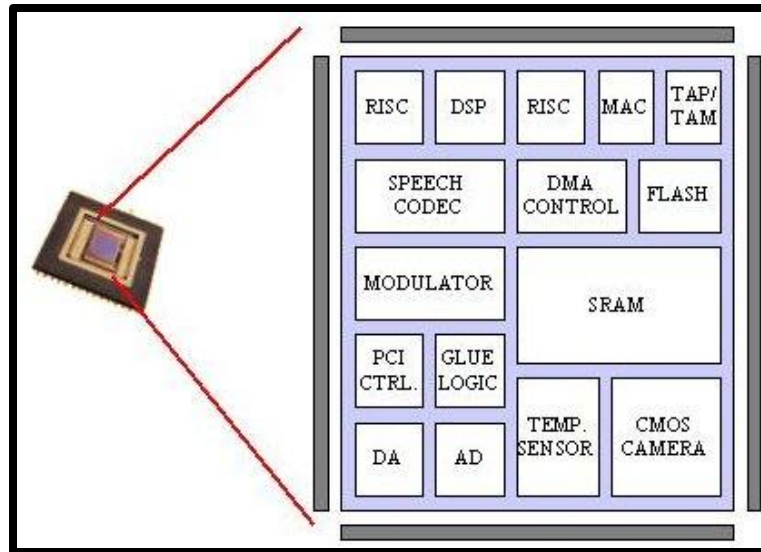 RISC
DSP
RISC
MAC
TAP/
TAM
SPEECH
CODEC
DMA
CONTROL
FLASH
MODULATOR
SRAM
PCI
CTRL.
GLUE
LOGIC
TEMP.
SENSOR
CMOS
CAMERA
DA
AD